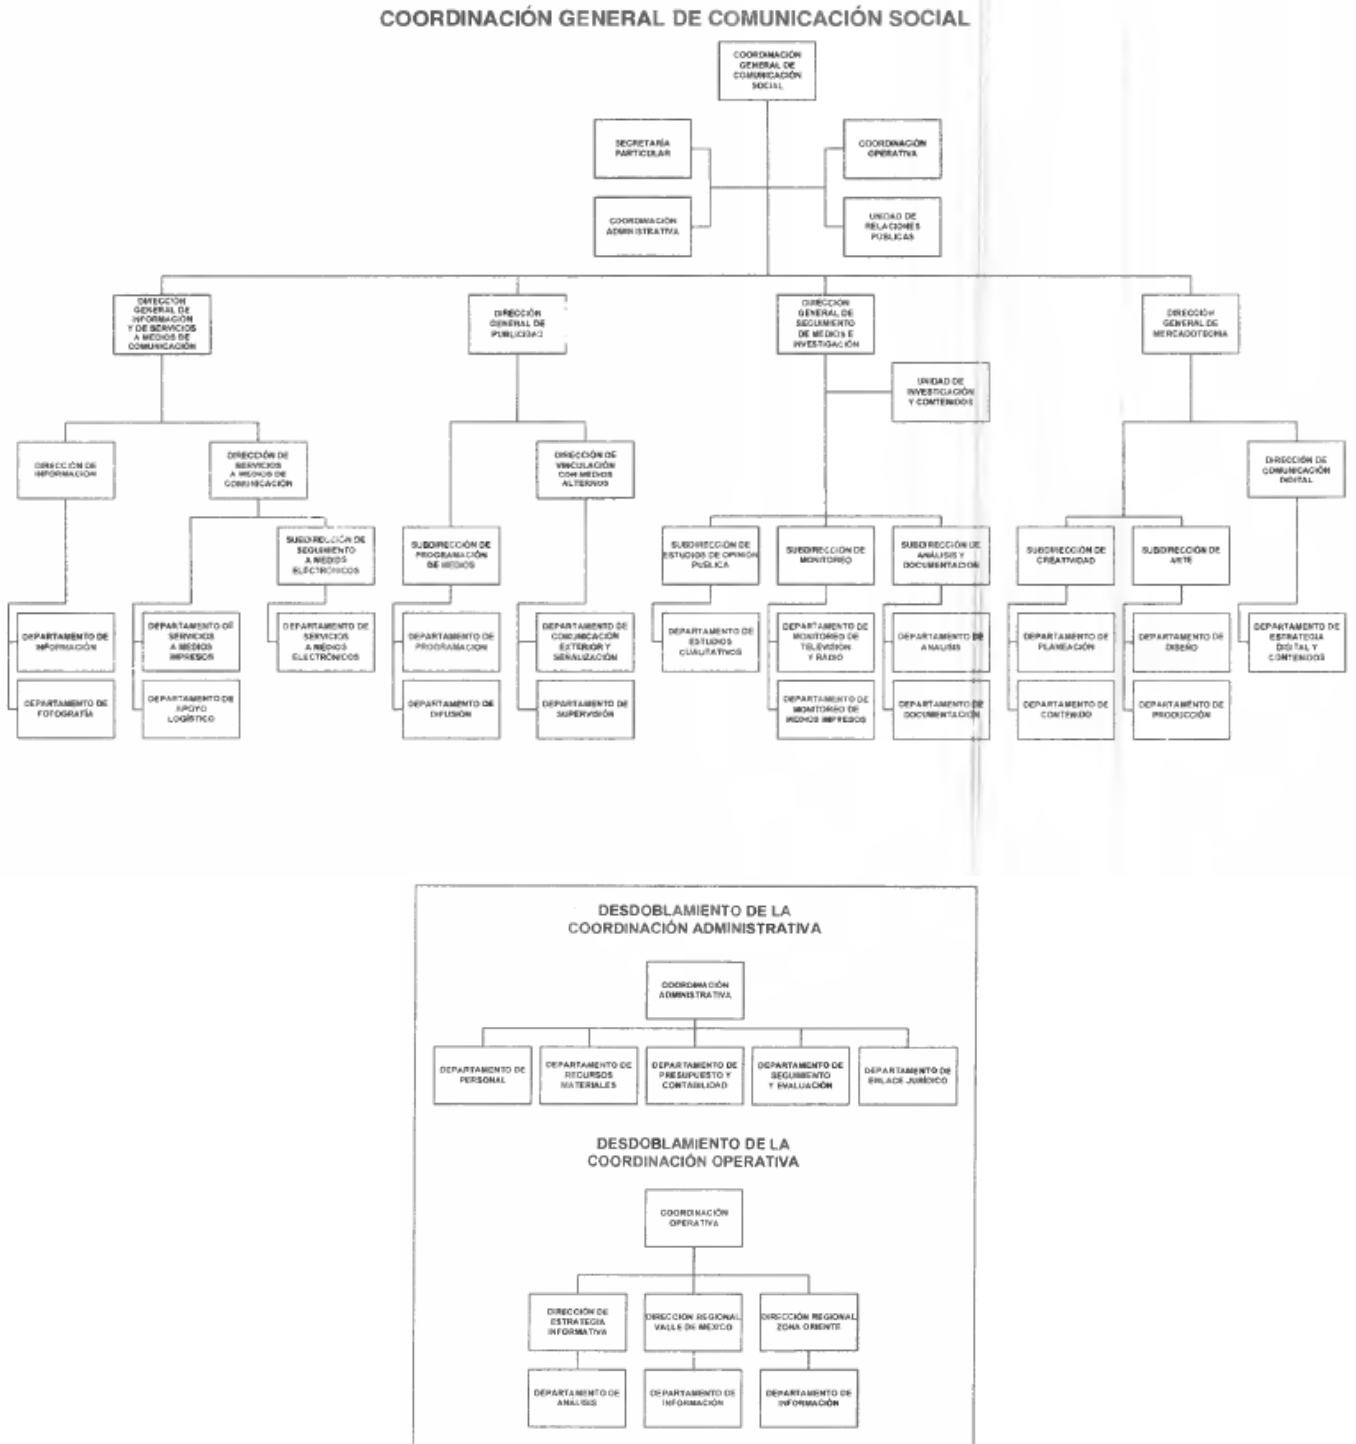 COORDINACIÓN GENERAL DE COMUNICACIÓN SOCIAL
COORDINACIÓN
GENERAL DE
COMUNICACIÓN
SOCIAL
SECRETARÍA
PARTICULAR
COORDINACIÓN
OPERATIVA
COORDINACIÓN
ADMINISTRATIVA
UNIDAD DE
RELACIONES
PÚBLICAS
DIRECCIÓN
GENERAL DE
INFORMACIÓN
Y DE SERVICIOS
A MEDIOS DE
COMUNICACIÓN
DIRECCIÓN
GENERAL DE
PUBLICIDAD
DIRECCIÓN
GENERAL DE
SEGUIMIENTO
DE MEDIOS E
INVESTIGACIÓN
DIRECCIÓN
GENERAL DE
MERCADOTECNIA
UNIDAD DE
INVESTIGACIÓN
Y CONTENIDOS
DIRECCIÓN DE
INFORMACIÓN
DIRECCIÓN DE
SERVICIOS
A MEDIOS DE
COMUNICACIÓN
DIRECCIÓN DE
VINCULACIÓN
CON MEDIOS
ALTERNOS
DIRECCIÓN DE
COMUNICACIÓN
DIGITAL
SUBDIRECCIÓN DE
SEGUIMIENTO
A MEDIOS
ELECTRÓNICOS
SUBDIRECCIÓN DE
PROGRAMACIÓN
DE MEDIOS
SUBDIRECCIÓN DE
ESTUDIOS DE OPINIÓN
PÚBLICA
SUBDIRECCIÓN DE
MONITOREO
SUBDIRECCIÓN DE
ANÁLISIS Y
DOCUMENTACIÓN
SUBDIRECCIÓN DE
CREATIVIDAD
SUBDIRECCIÓN DE
ARTE
DEPARTAMENTO DE
INFORMACIÓN
DEPARTAMENTO DE
SERVICIOS
A MEDIOS
IMPRESOS
DEPARTAMENTO DE
SERVICIOS
A MEDIOS
ELECTRÓNICOS
DEPARTAMENTO DE
PROGRAMACIÓN
DEPARTAMENTO DE
COMUNICACIÓN
EXTERIOR Y
SEÑALIZACIÓN
DEPARTAMENTO DE
ESTUDIOS
CUALITATIVOS
DEPARTAMENTO DE
MONITOREO DE
TELEVISIÓN
Y RADIO
DEPARTAMENTO DE
ANÁLISIS
DEPARTAMENTO DE
PLANEACIÓN
DEPARTAMENTO DE
DISEÑO
DEPARTAMENTO DE
ESTRATEGIA
DIGITAL Y
CONTENIDOS
DEPARTAMENTO DE
FOTOGRAFÍA
DEPARTAMENTO DE
APOYO
LOGÍSTICO
DEPARTAMENTO DE
DIFUSIÓN
DEPARTAMENTO DE
SUPERVISIÓN
DEPARTAMENTO DE
MONITOREO DE
MEDIOS IMPRESOS
DEPARTAMENTO DE
DOCUMENTACIÓN
DEPARTAMENTO DE
CONTENIDO
DEPARTAMENTO DE
PRODUCCIÓN
DESDOBLAMIENTO DE LA
COORDINACIÓN ADMINISTRATIVA
COORDINACIÓN
ADMINISTRATIVA
DEPARTAMENTO DE
PERSONAL
DEPARTAMENTO DE
RECURSOS
MATERIALES
DEPARTAMENTO DE
PRESUPUESTO Y
CONTABILIDAD
DEPARTAMENTO DE
SEGUIMIENTO
Y EVALUACIÓN
DEPARTAMENTO DE
ENLACE JURÍDICO
DESDOBLAMIENTO DE LA
COORDINACIÓN OPERATIVA
COORDINACIÓN
OPERATIVA
DIRECCIÓN DE
ESTRATEGIA
INFORMATIVA
DIRECCIÓN REGIONAL
VALLE DE MÉXICO
DIRECCIÓN REGIONAL
ZONA ORIENTE
DEPARTAMENTO DE
ANÁLISIS
DEPARTAMENTO DE
INFORMACIÓN
DEPARTAMENTO DE
INFORMACIÓN